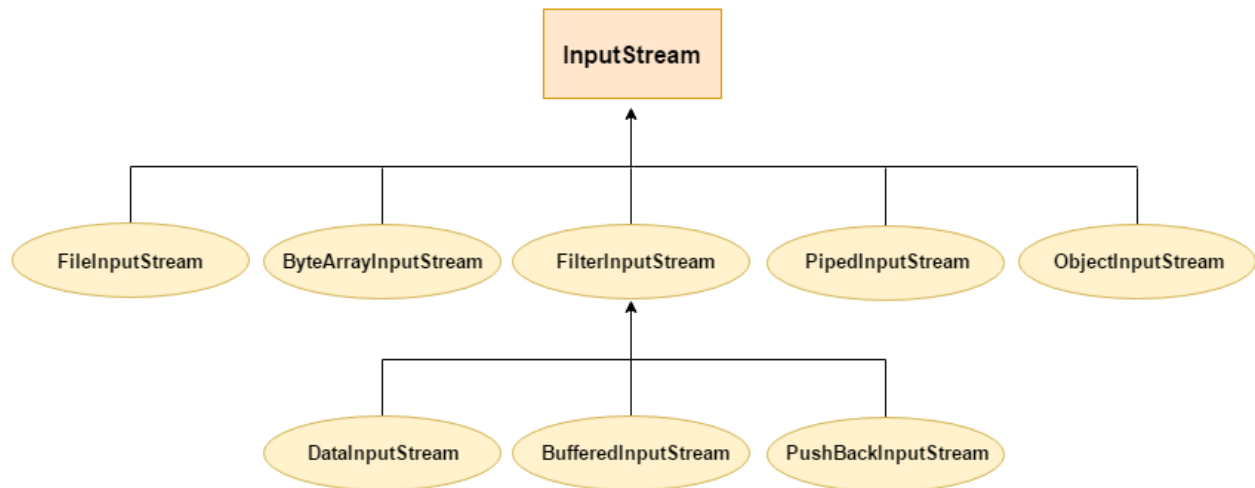 InputStream
FileInputStream
ByteArrayInputStream
FilterInputStream
PipedInputStream
ObjectInputStream
DataInputStream
BufferedInputStream
PushBackInputStream